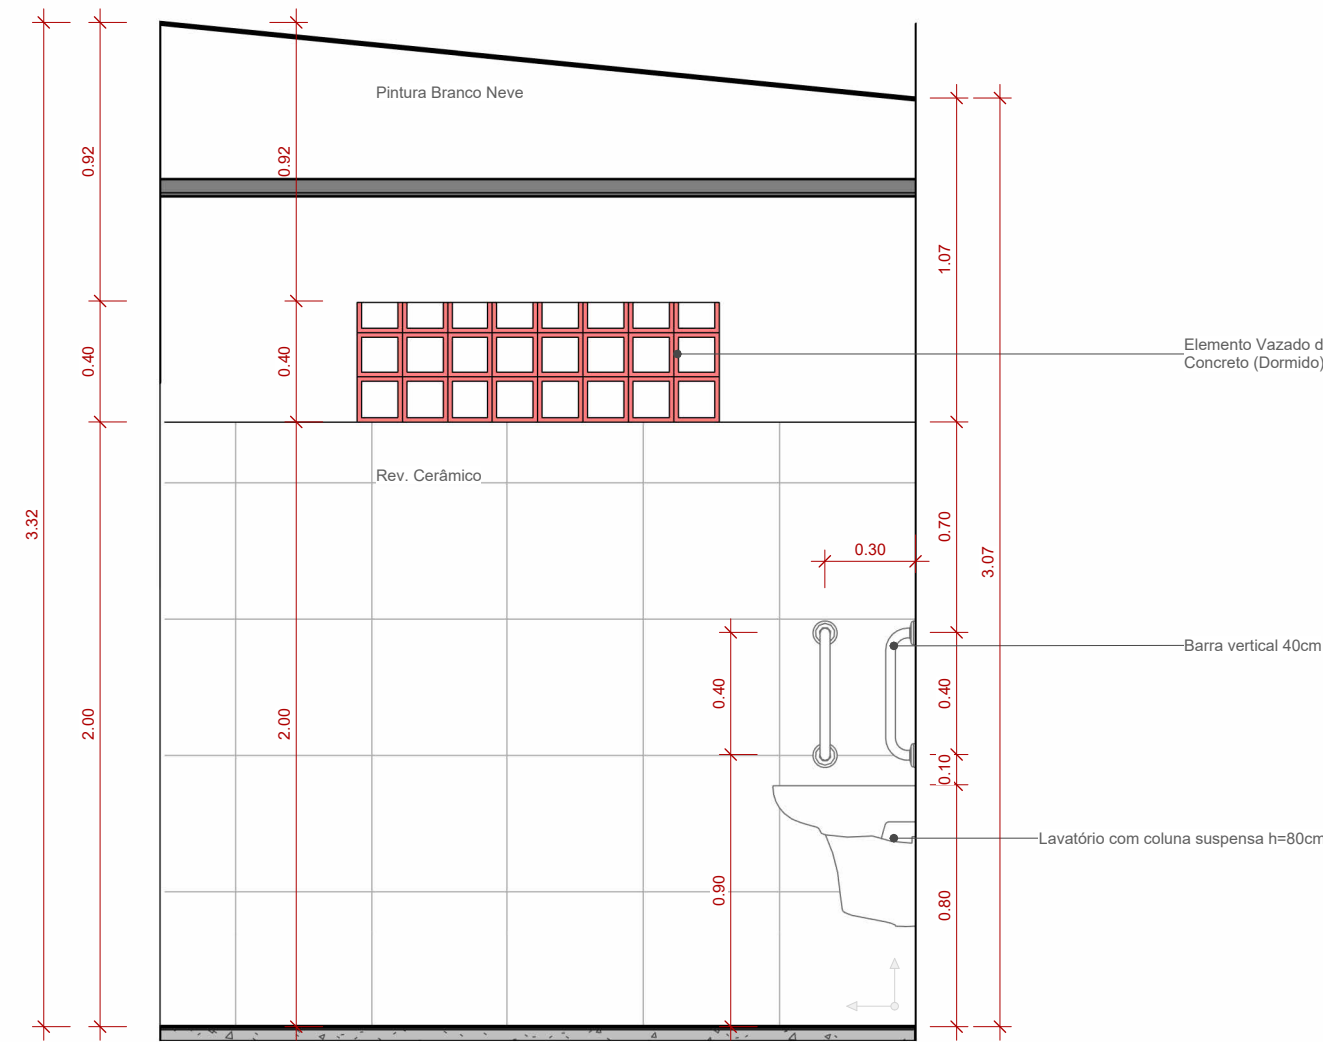 Pintura Branco Neve
0.92
0.92
1.07
0.40
0.40
Elemento Vazado d
Concreto (Dormido)
Rev. Cerâmico
3.32
0.70
0.30
3.07
Barra vertical 40cm
2.00
2.00
0.40
0.40
0.10
Lavatório com coluna suspensa h=80cm
0.90
0.80